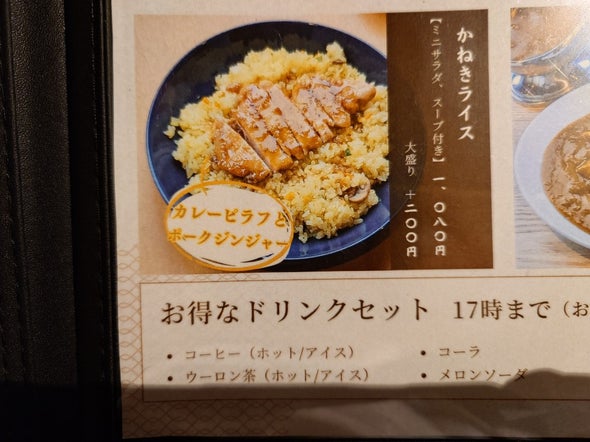 かねきライス
【ミニサラダ、スープ付き】 一、〇八〇円
大盛り +二〇〇円
カレーピラフと
ポークジンジャー
お得なドリンクセット 17時まで（お
• コーヒー（ホット/アイス）
• ウーロン茶（ホット/アイス）
• コーラ
• メロンソーダ